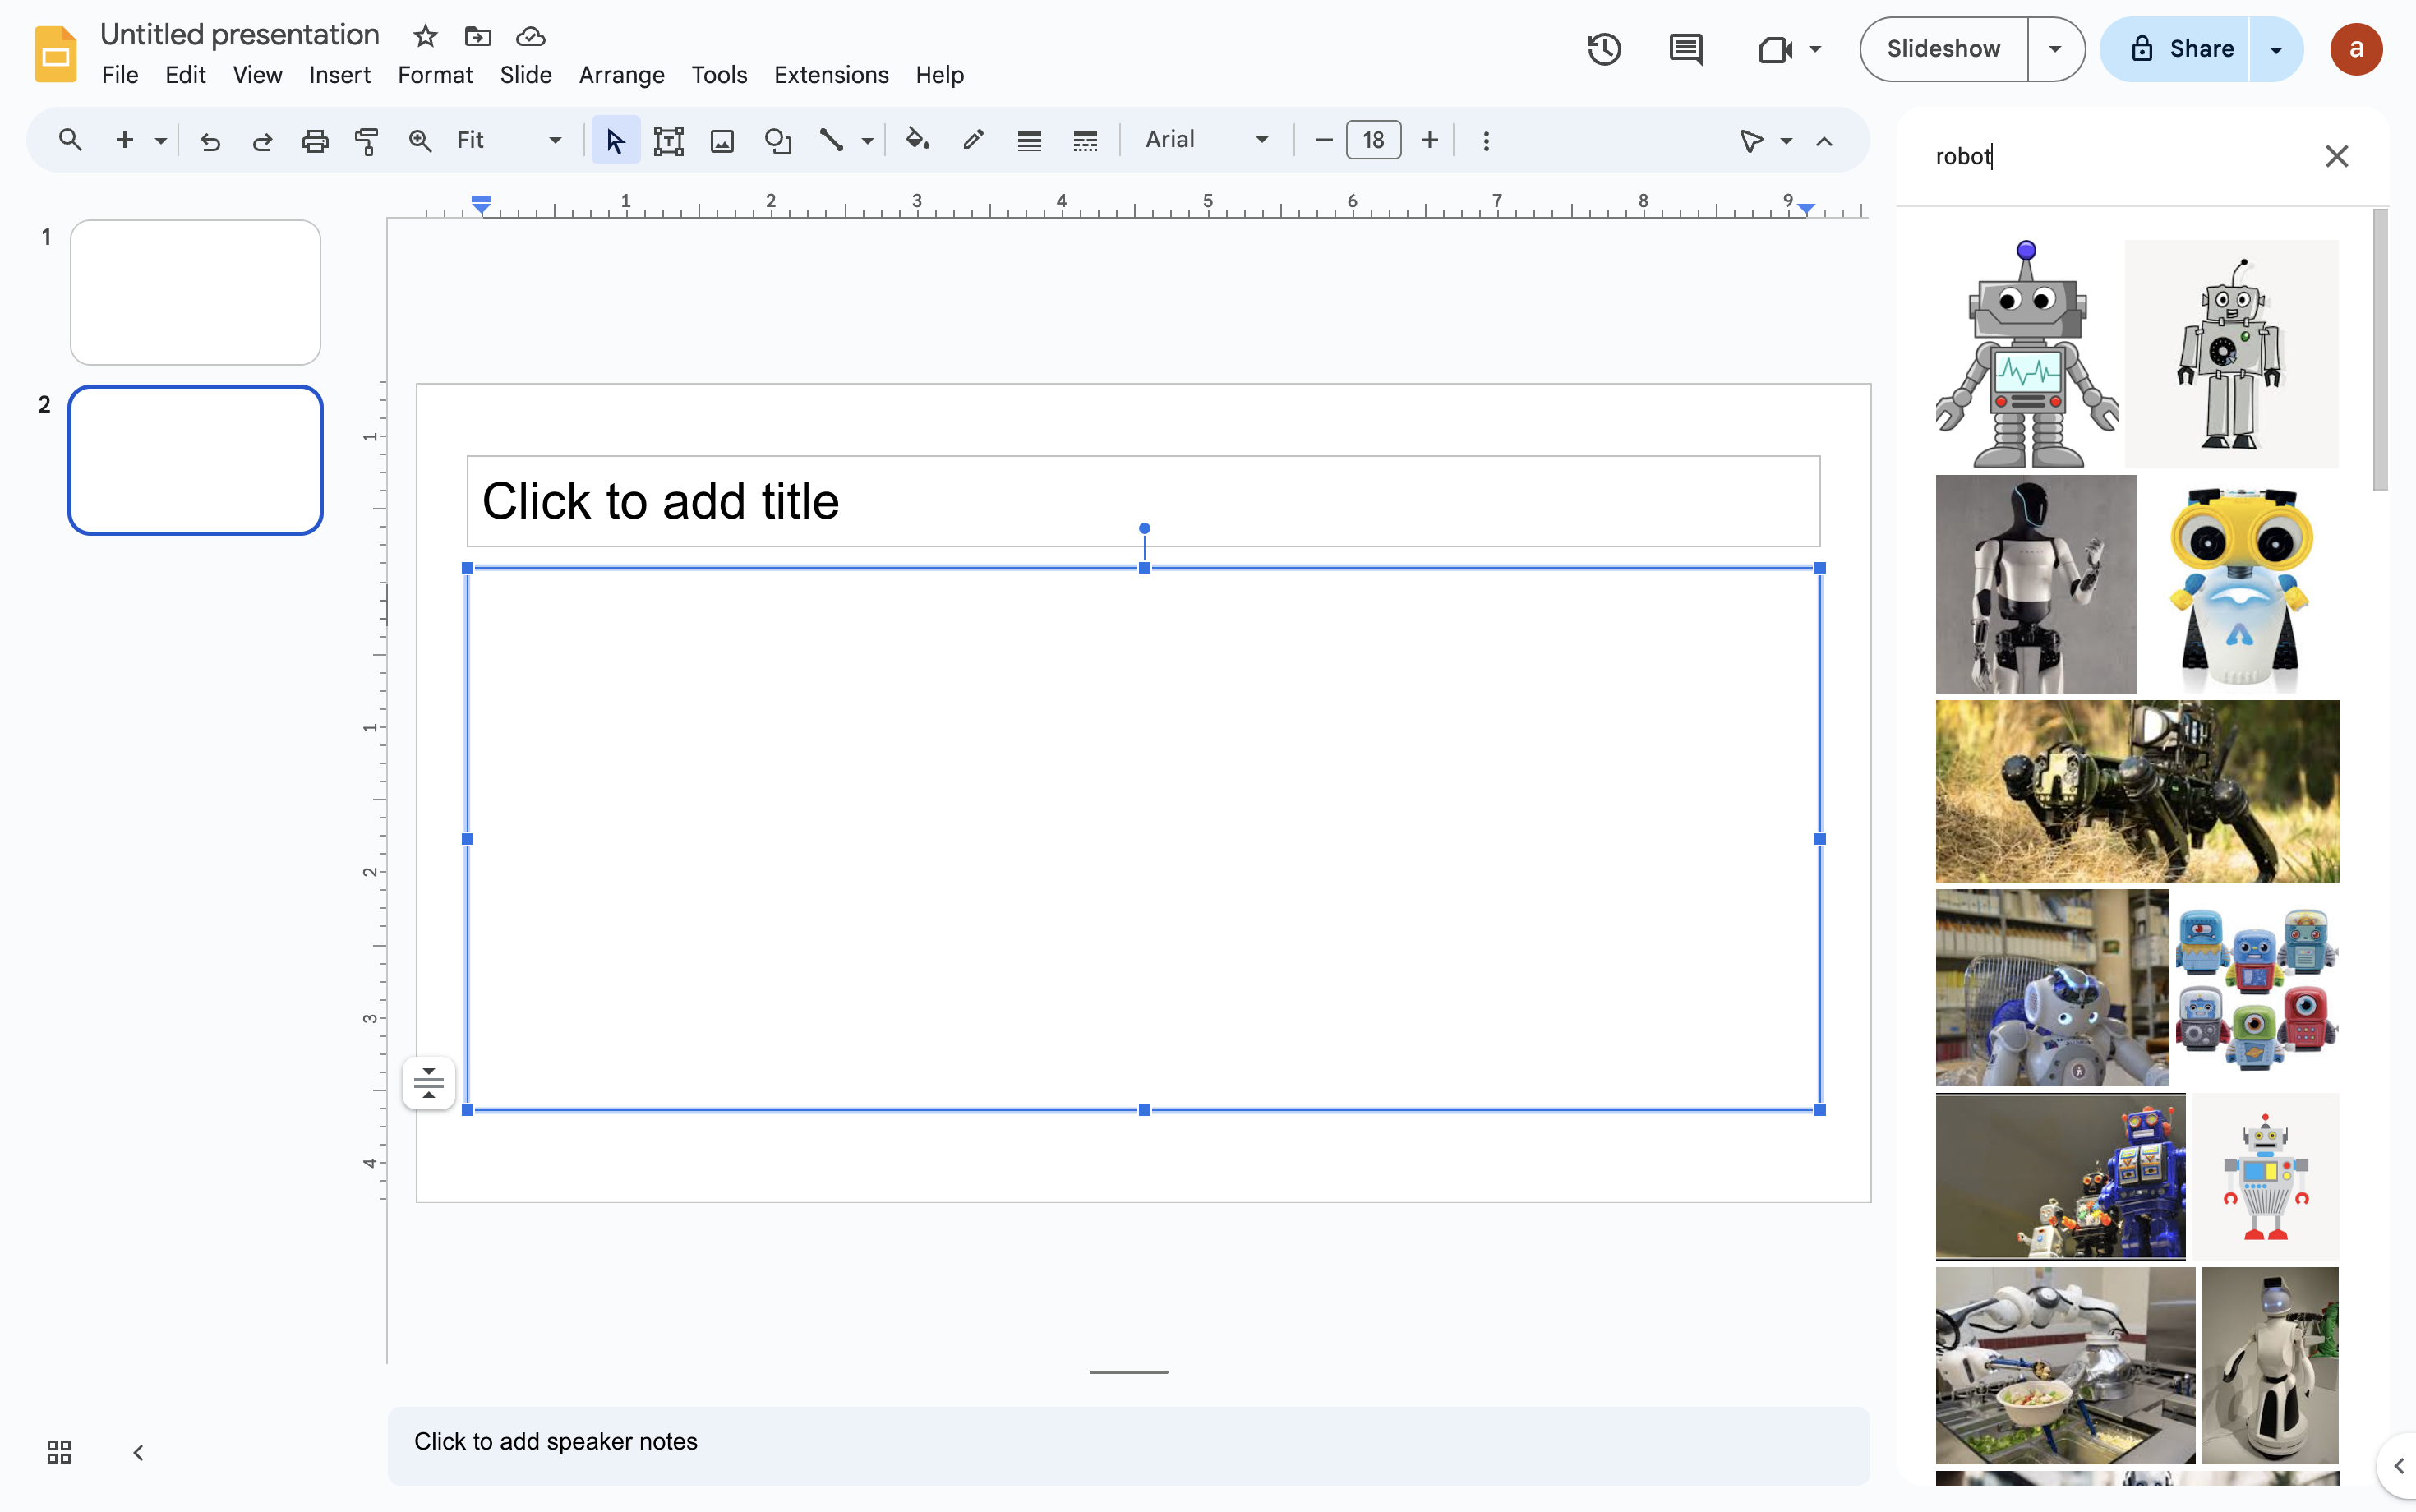 Untitled presentation
File Edit View Insert Format Slide Arrange Tools Extensions Help
Slideshow
Share
a
Fit
Arial
18
robot
1 2 3 4 5 6 7 8 9
1
2
1
1
2
3
4
Click to add title
Click to add speaker notes